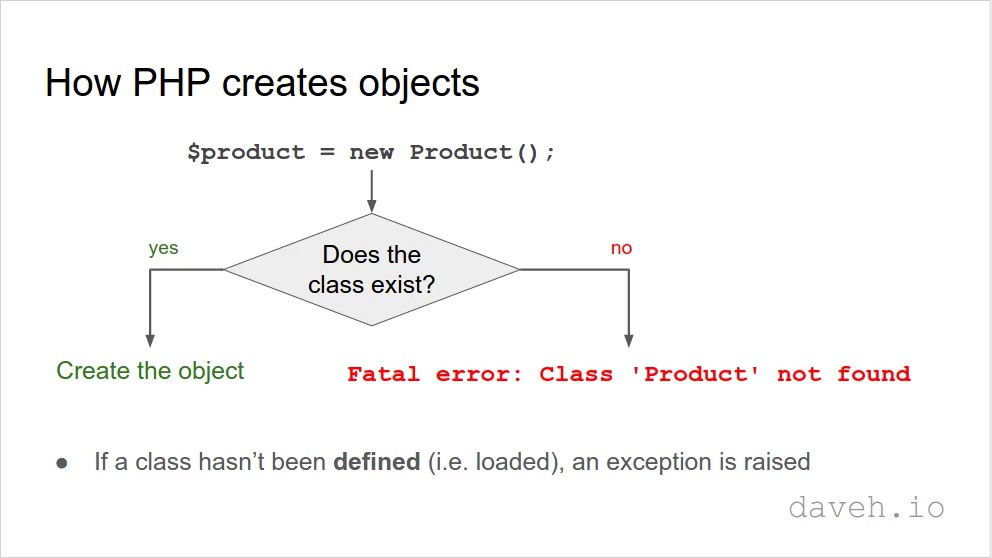 How PHP creates objects
$product = new Product();
Does the
class exist?
yes
no
Create the object
Fatal error: Class 'Product' not found
● If a class hasn’t been defined (i.e. loaded), an exception is raised
daveh.io